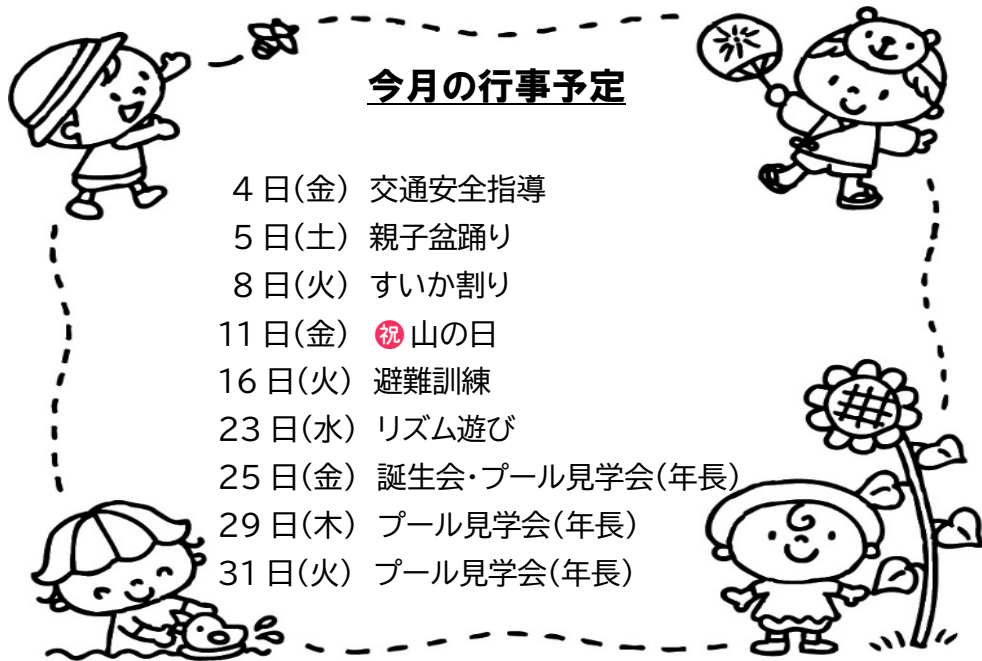 今月の行事予定
4日(金) 交通安全指導
5日(土) 親子盆踊り
8日(火) すいか割り
11日(金) ㊗山の日
16日(火) 避難訓練
23日(水) リズム遊び
25日(金) 誕生会・プール見学会(年長)
29日(木) プール見学会(年長)
31日(火) プール見学会(年長)